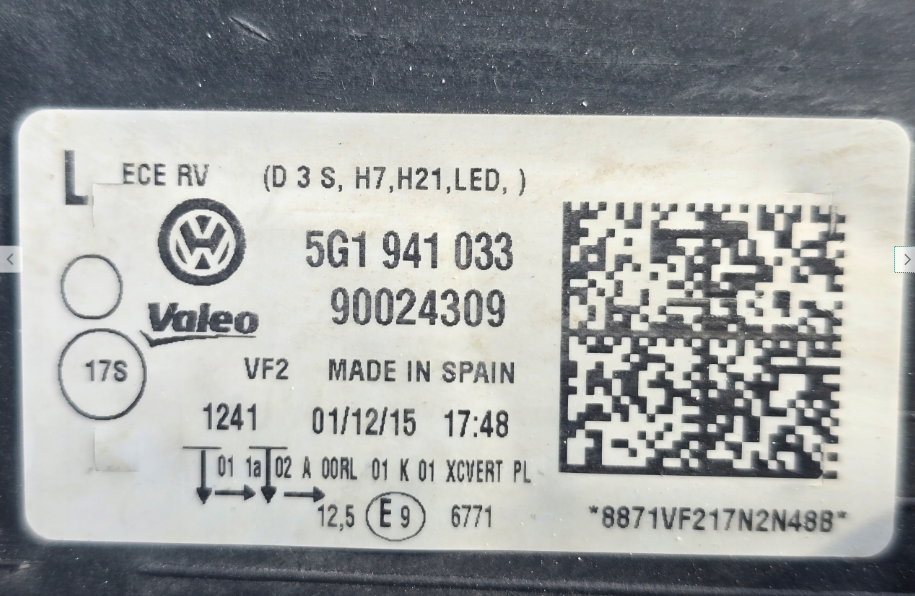 L ECE RV (D 3 S, H7,H21,LED, )
5G1 941 033
Valeo 90024309
17S VF2 MADE IN SPAIN
1241 01/12/15 17:48
01 1a 02 A 00RL 01 K 01 XCVERT PL
12,5 E 9 6771 *8871VF217N2N48B*